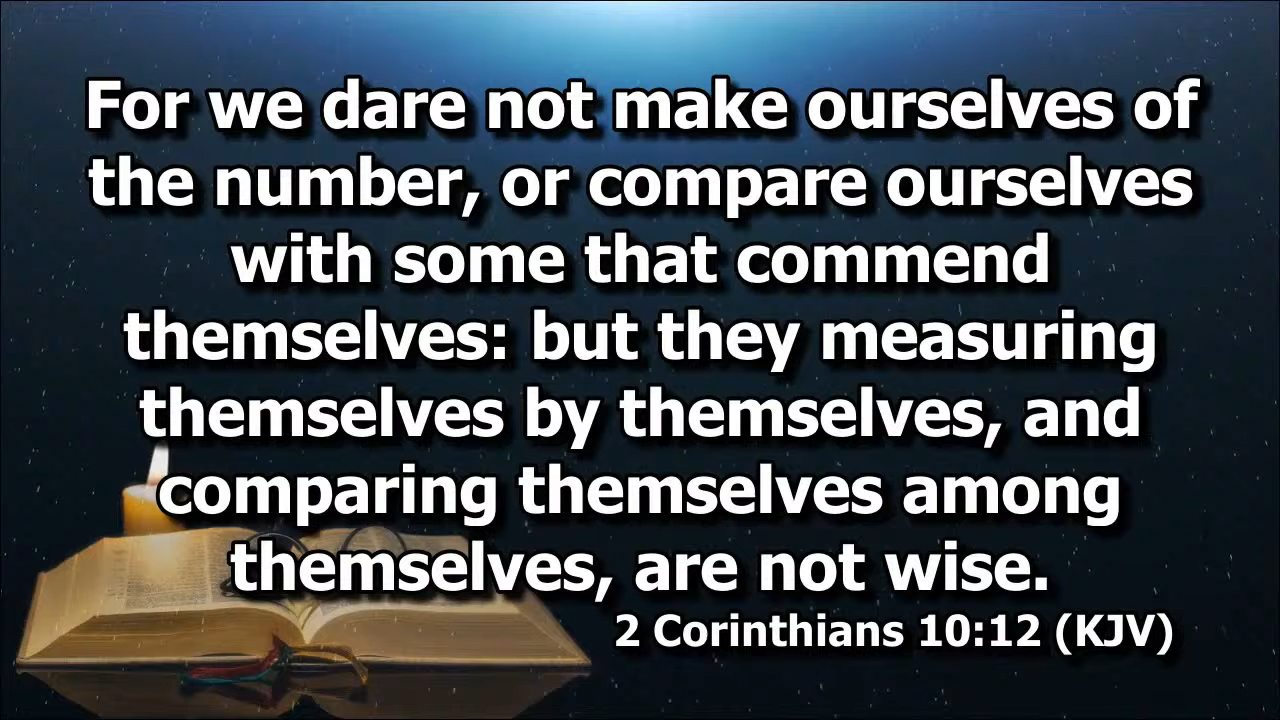 For we dare not make ourselves of
the number, or compare ourselves
with some that commend
themselves: but they measuring
themselves by themselves, and
comparing themselves among
themselves, are not wise.
2 Corinthians 10:12 (KJV)